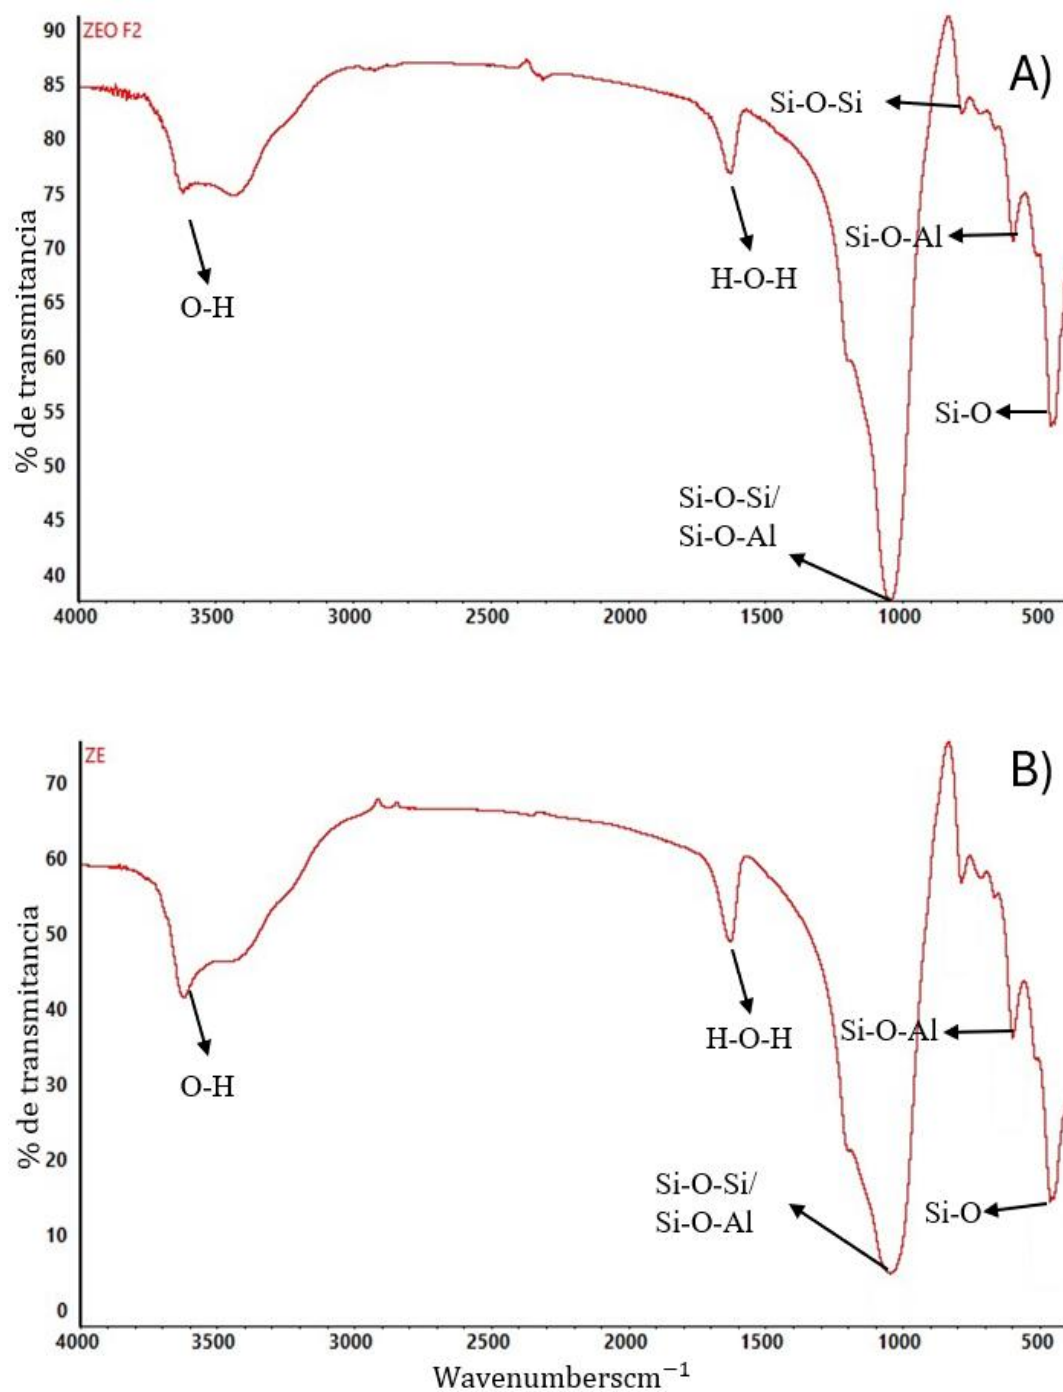 ZEO F2
A)
90
85
80
75
70
65
60
55
50
45
40
% de transmitancia
Si-O-Si
Si-O-Al
O-H
H-O-H
Si-O
Si-O-Si/
Si-O-Al
4000 3500 3000 2500 2000 1500 1000 500
ZE
B)
70
60
50
40
30
20
10
0
% de transmitancia
Si-O-Al
H-O-H
O-H
Si-O-Si/
Si-O-Al
Si-O
4000 3500 3000 2500 2000 1500 1000 500
Wavenumberscm⁻¹